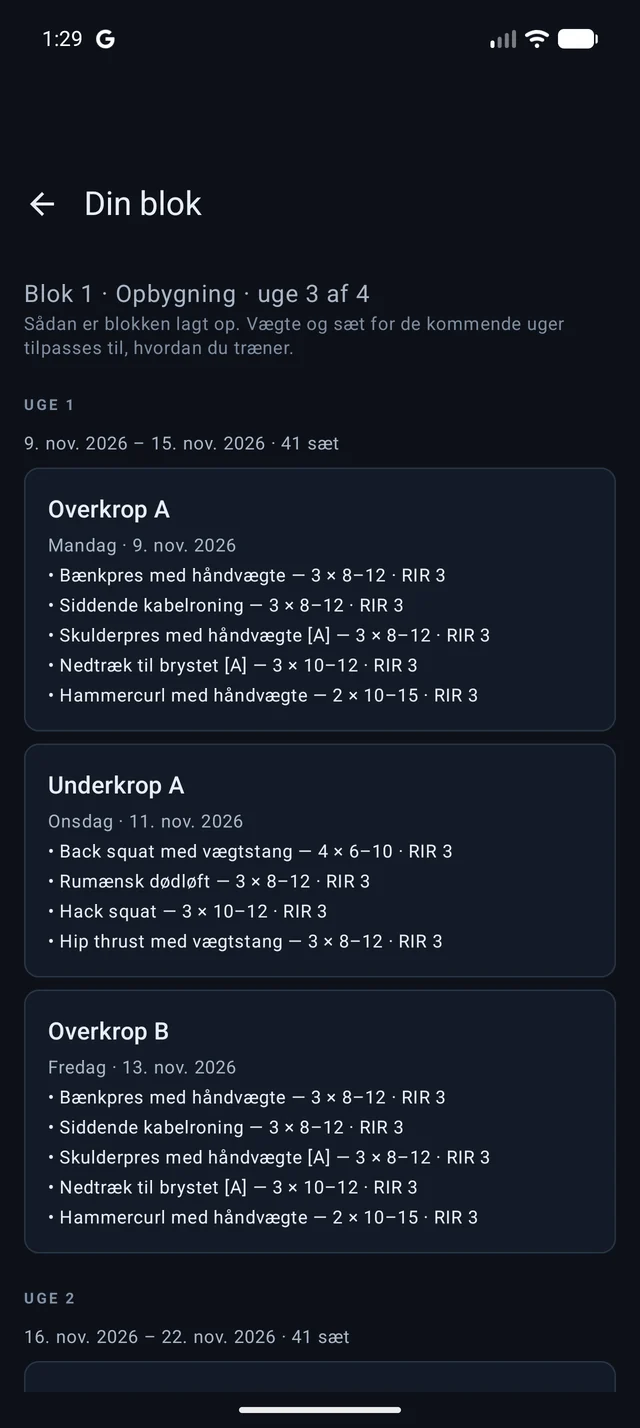 1:29 G
Din blok
Blok 1 · Opbygning · uge 3 af 4
Sådan er blokken lagt op. Vægte og sæt for de kommende uger
tilpasses til, hvordan du træner.
UGE 1
9. nov. 2026 – 15. nov. 2026 · 41 sæt
Overkrop A
Mandag · 9. nov. 2026
• Bænkpres med håndvægte — 3 × 8–12 · RIR 3
• Siddende kabelroning — 3 × 8–12 · RIR 3
• Skulderpres med håndvægte [A] — 3 × 8–12 · RIR 3
• Nedtræk til brystet [A] — 3 × 10–12 · RIR 3
• Hammercurl med håndvægte — 2 × 10–15 · RIR 3
Underkrop A
Onsdag · 11. nov. 2026
• Back squat med vægtstang — 4 × 6–10 · RIR 3
• Rumænsk dødløft — 3 × 8–12 · RIR 3
• Hack squat — 3 × 10–12 · RIR 3
• Hip thrust med vægtstang — 3 × 8–12 · RIR 3
Overkrop B
Fredag · 13. nov. 2026
• Bænkpres med håndvægte — 3 × 8–12 · RIR 3
• Siddende kabelroning — 3 × 8–12 · RIR 3
• Skulderpres med håndvægte [A] — 3 × 8–12 · RIR 3
• Nedtræk til brystet [A] — 3 × 10–12 · RIR 3
• Hammercurl med håndvægte — 2 × 10–15 · RIR 3
UGE 2
16. nov. 2026 – 22. nov. 2026 · 41 sæt